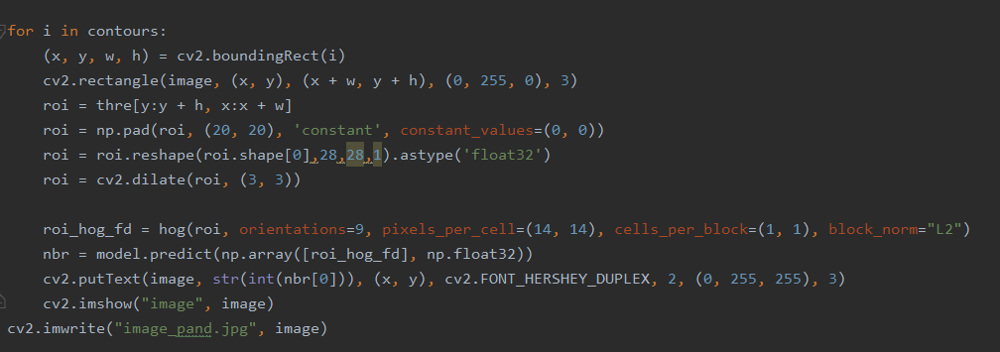 for i in contours:
    (x, y, w, h) = cv2.boundingRect(i)
    cv2.rectangle(image, (x, y), (x + w, y + h), (0, 255, 0), 3)
    roi = thre[y:y + h, x:x + w]
    roi = np.pad(roi, (20, 20), 'constant', constant_values=(0, 0))
    roi = roi.reshape(roi.shape[0],28,28,1).astype('float32')
    roi = cv2.dilate(roi, (3, 3))

    roi_hog_fd = hog(roi, orientations=9, pixels_per_cell=(14, 14), cells_per_block=(1, 1), block_norm="L2")
    nbr = model.predict(np.array([roi_hog_fd], np.float32))
    cv2.putText(image, str(int(nbr[0])), (x, y), cv2.FONT_HERSHEY_DUPLEX, 2, (0, 255, 255), 3)
    cv2.imshow("image", image)
cv2.imwrite("image_pand.jpg", image)